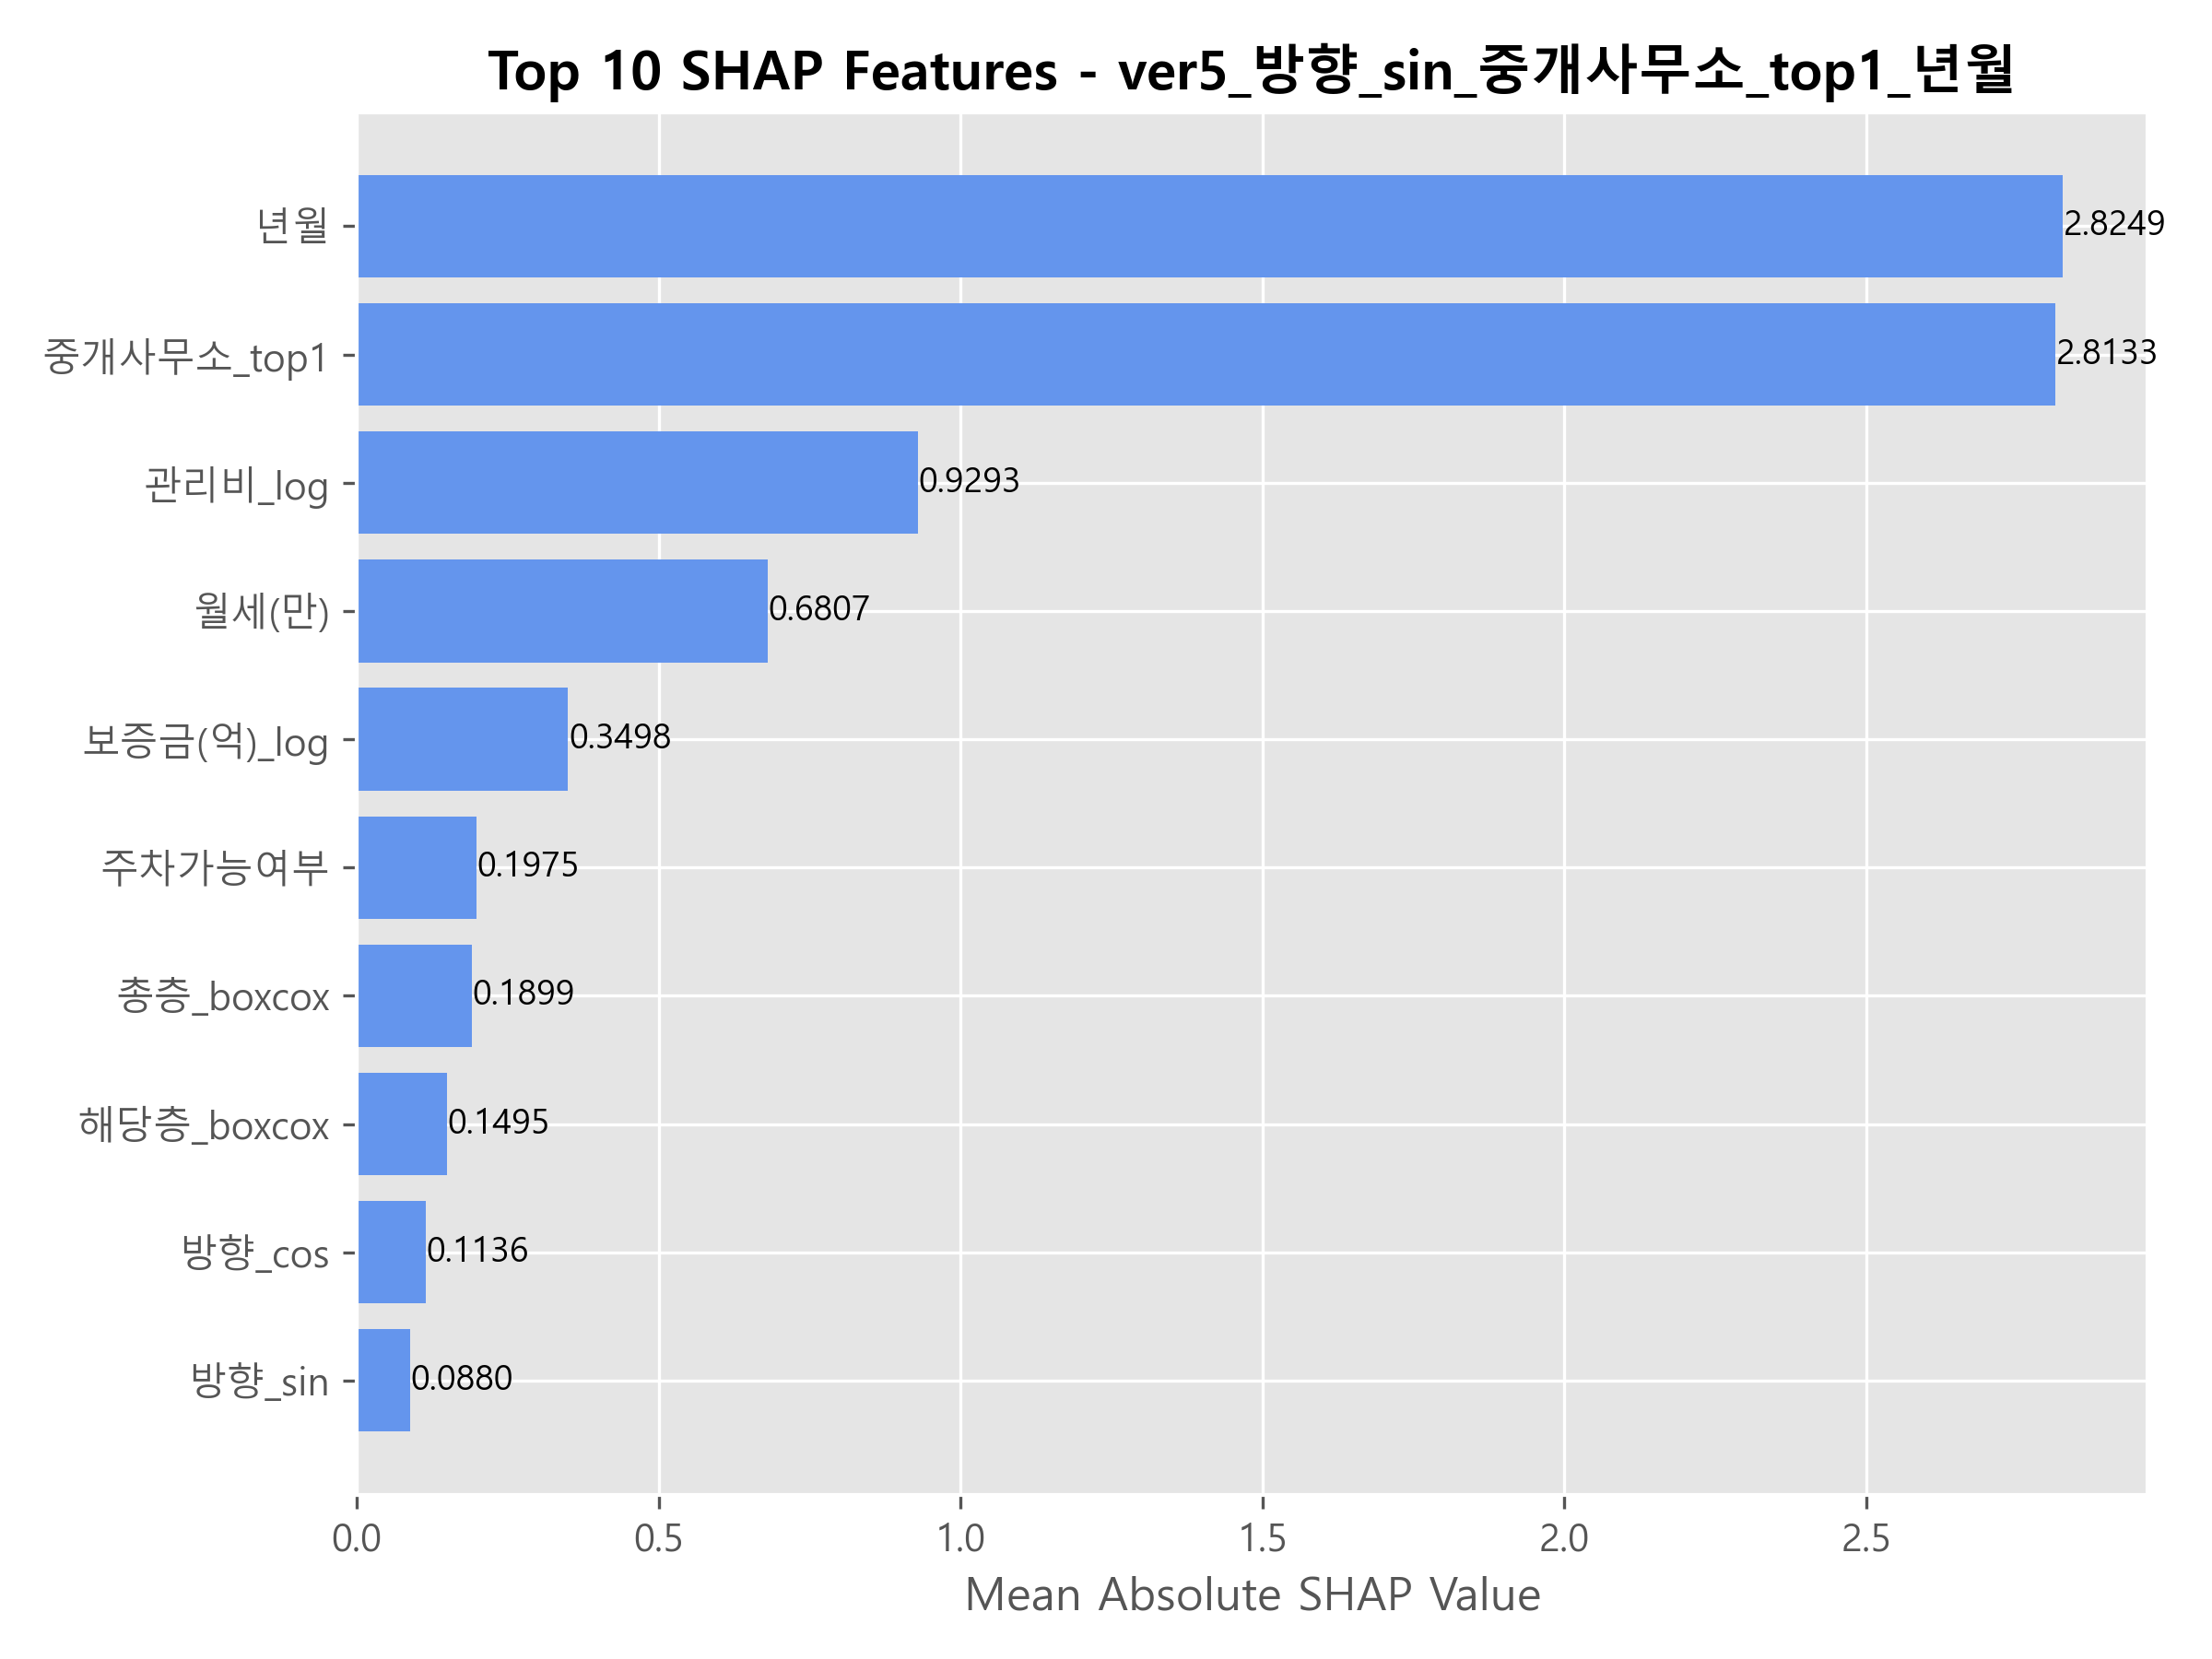 Top 10 SHAP Features - ver5_방향_sin_중개사무소_top1_년월
년월 2.8249
중개사무소_top1 2.8133
관리비_log 0.9293
월세(만) 0.6807
보증금(억)_log 0.3498
주차가능여부 0.1975
총층_boxcox 0.1899
해당층_boxcox 0.1495
방향_cos 0.1136
방향_sin 0.0880
0.0 0.5 1.0 1.5 2.0 2.5
Mean Absolute SHAP Value